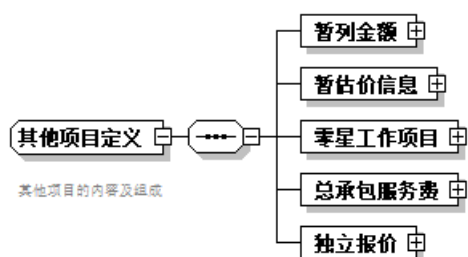 暂列金额
暂估价信息
其他项目定义
零星工作项目
其他项目的内容及组成
总承包服务费
独立报价